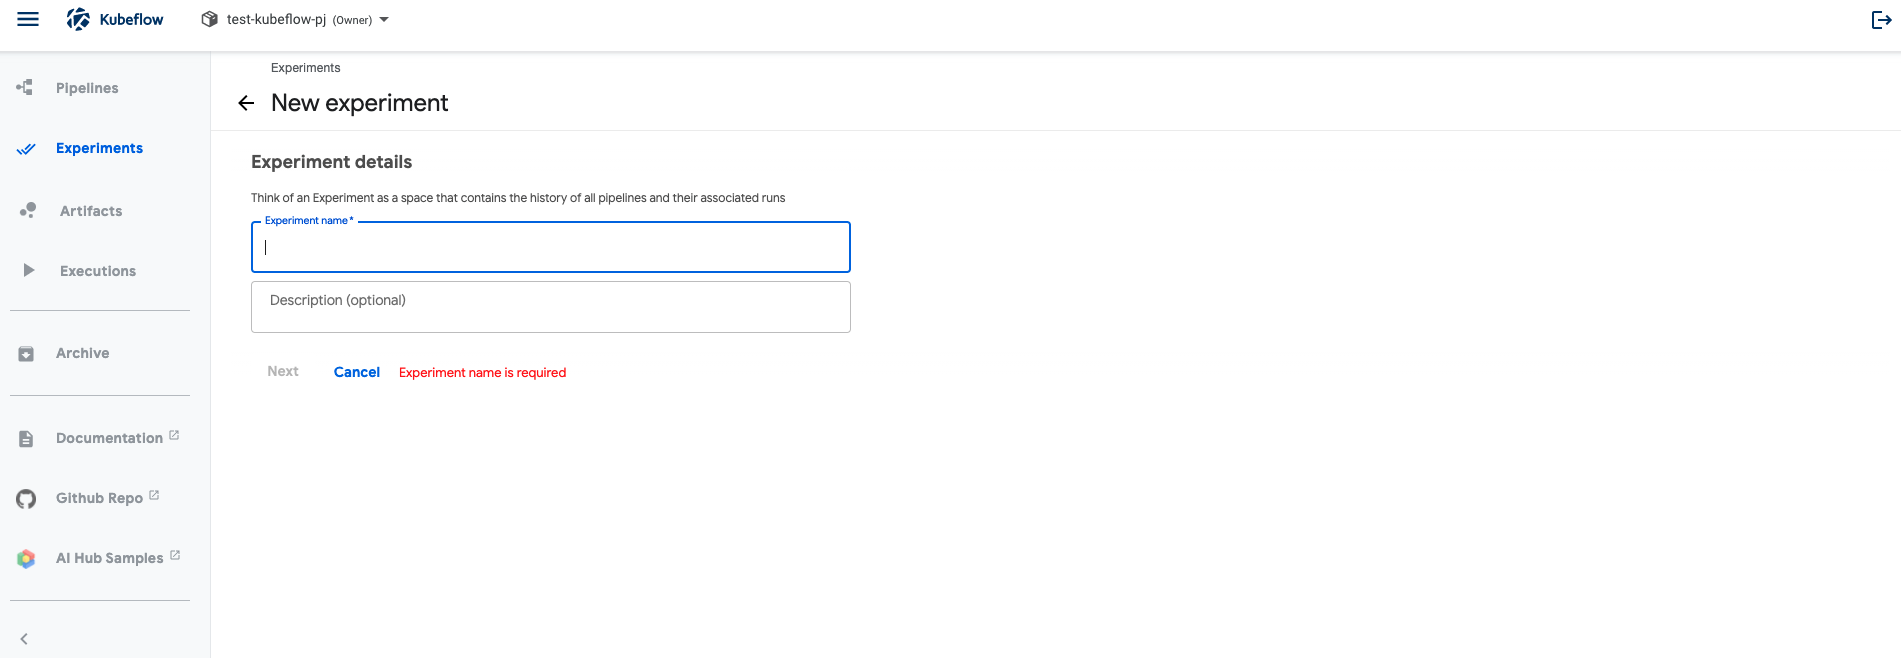 Kubeflow
test-kubeflow-pj (Owner)
Pipelines
Experiments
Artifacts
Executions
Archive
Documentation
Github Repo
AI Hub Samples
Experiments
New experiment
Experiment details
Think of an Experiment as a space that contains the history of all pipelines and their associated runs
Experiment name *
Description (optional)
Next Cancel Experiment name is required